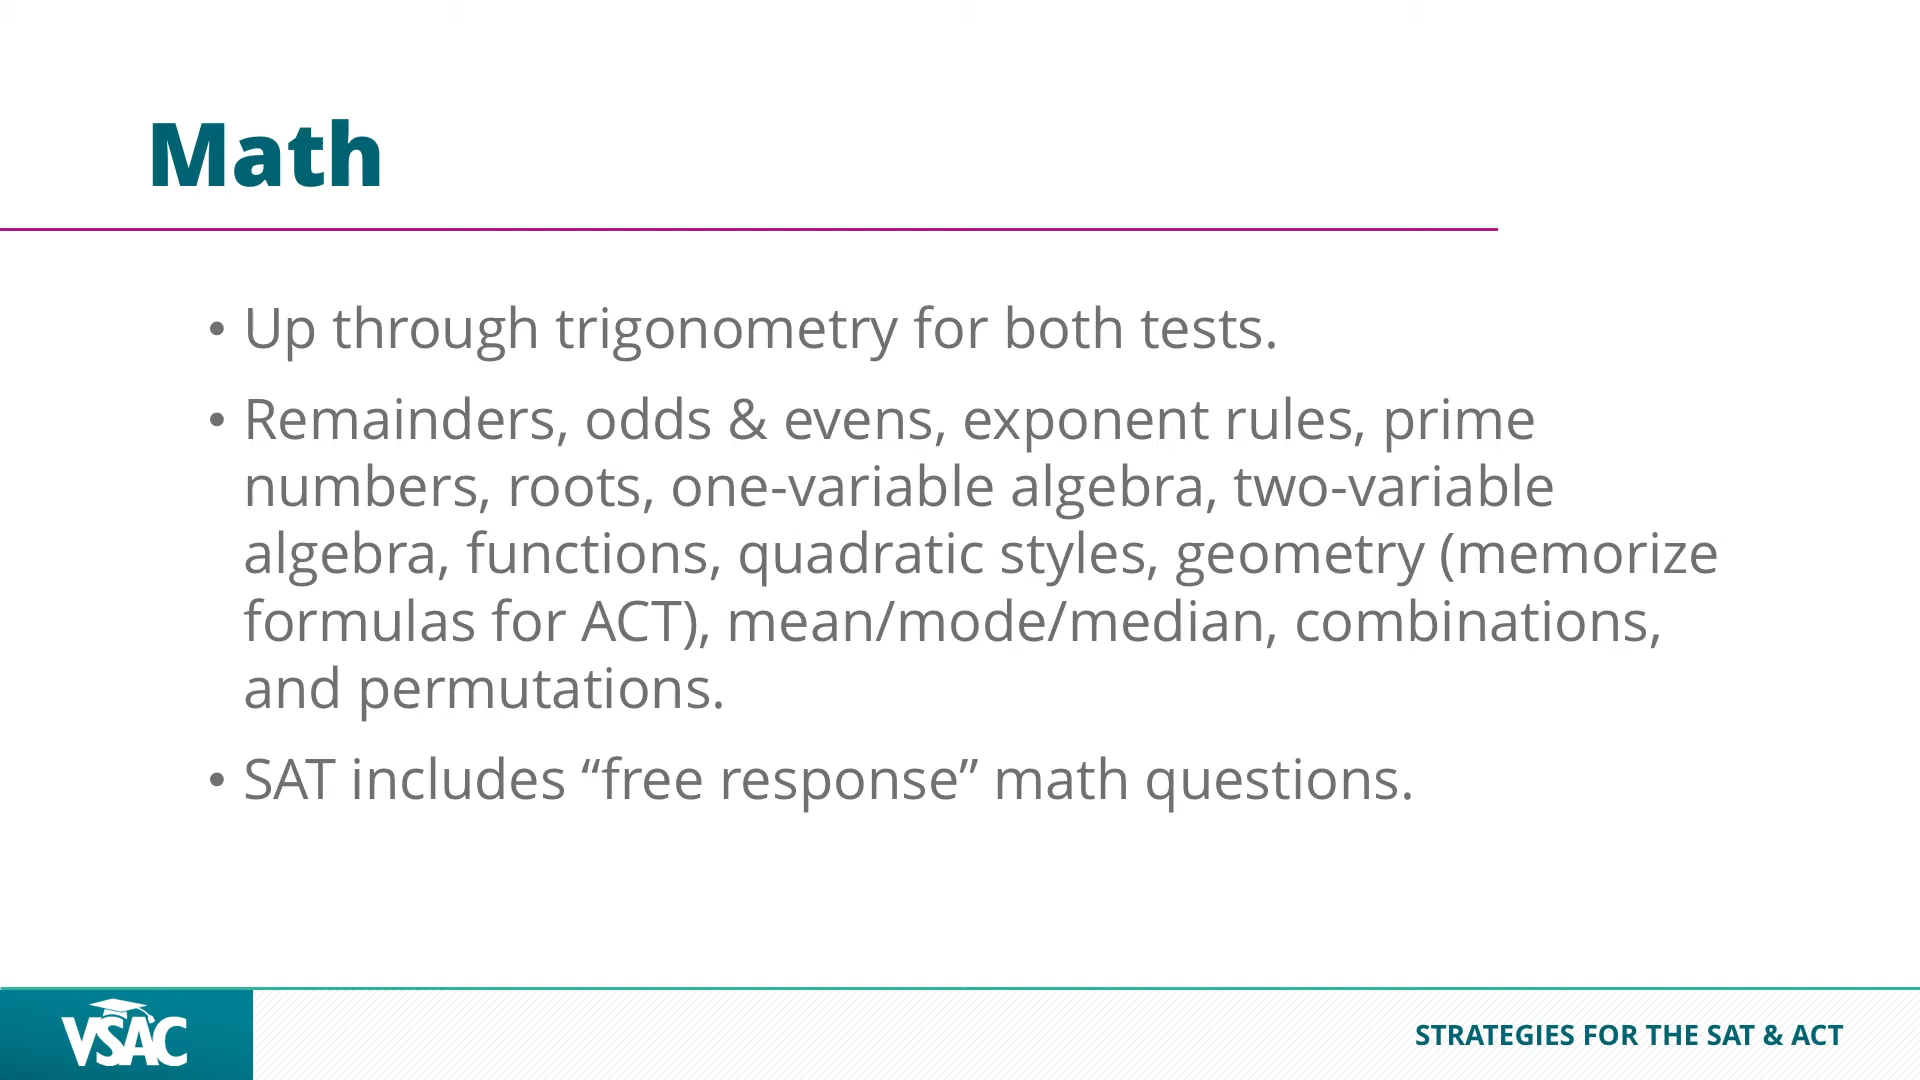 Math
• Up through trigonometry for both tests.
• Remainders, odds & evens, exponent rules, prime
numbers, roots, one-variable algebra, two-variable
algebra, functions, quadratic styles, geometry (memorize
formulas for ACT), mean/mode/median, combinations,
and permutations.
• SAT includes “free response” math questions.
VSAC
STRATEGIES FOR THE SAT & ACT